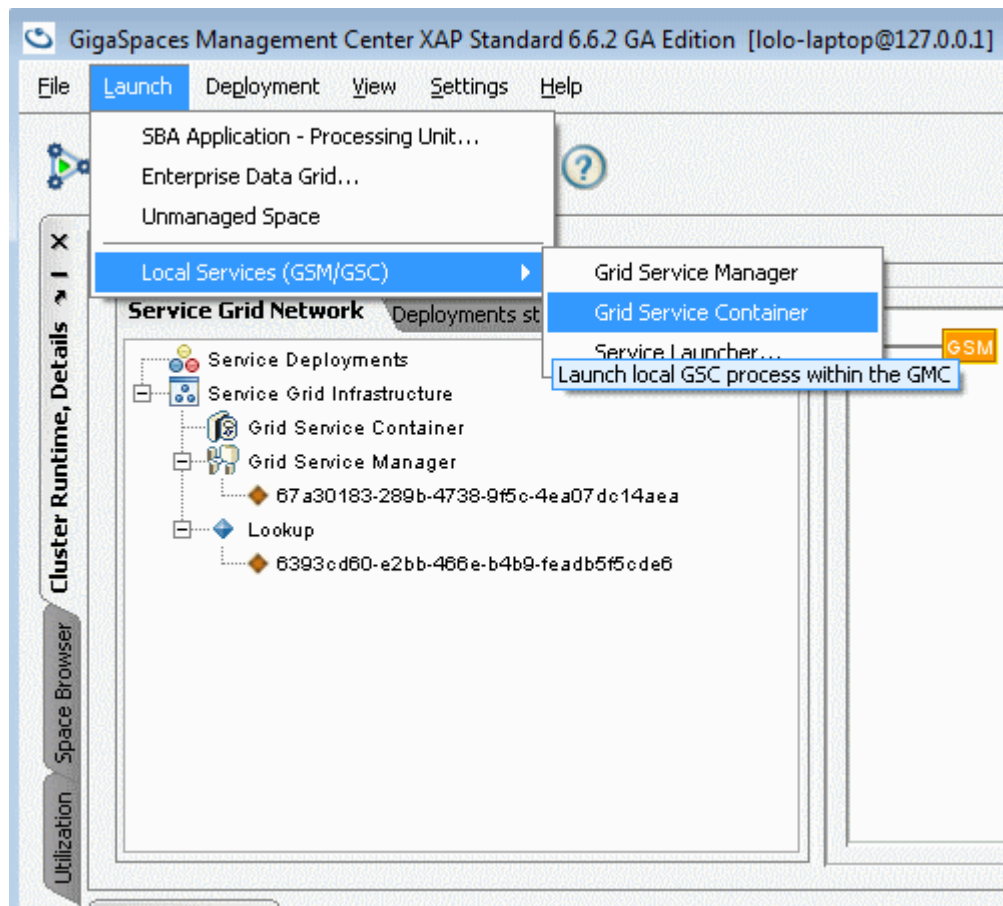 GigaSpaces Management Center XAP Standard 6.6.2 GA Edition [lolo-laptop@127.0.0.1]
File Launch Deployment View Settings Help
SBA Application - Processing Unit...
Enterprise Data Grid...
Unmanaged Space
Local Services (GSM/GSC)
Grid Service Manager
Grid Service Container
Service Launcher...
Launch local GSC process within the GMC
GSM
Cluster Runtime, Details
Space Browser
Utilization
Service Grid Network Deployments st
Service Deployments
Service Grid Infrastructure
Grid Service Container
Grid Service Manager
67a30183-289b-4738-9f5c-4ea07dc14aea
Lookup
6393cd60-e2bb-466e-b4b9-feadb5f5cde6